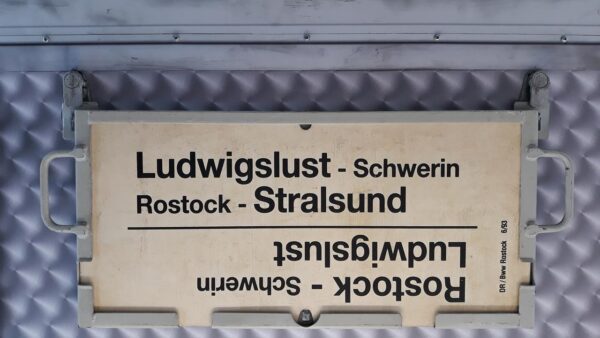 Ludwigslust - Schwerin
Rostock - Stralsund
Rostock - Schwerin
Ludwigslust
DR / Bww Rostock 6/93